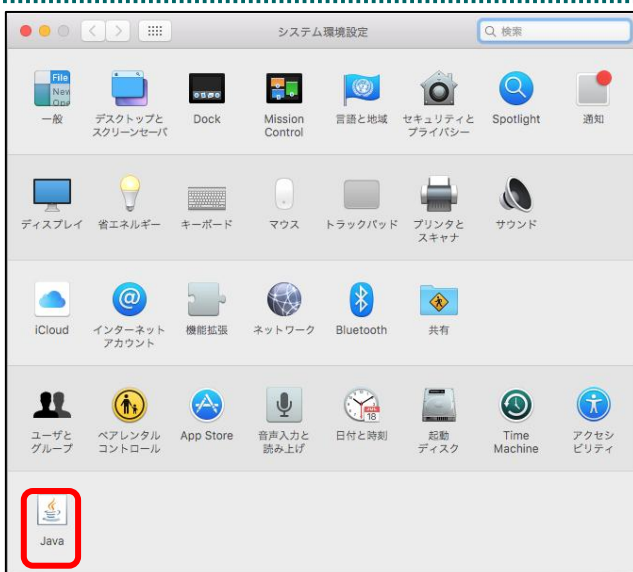 システム環境設定
検索
File
New
Ope
一般
デスクトップと
スクリーンセーバ
Dock
Mission
Control
言語と地域
セキュリティと
プライバシー
Spotlight
通知
ディスプレイ
省エネルギー
キーボード
マウス
トラックパッド
プリンタと
スキャナ
サウンド
iCloud
インターネット
アカウント
機能拡張
ネットワーク
Bluetooth
共有
ユーザと
グループ
ペアレンタル
コントロール
App Store
音声入力と
読み上げ
JUL
18
日付と時刻
起動
ディスク
Time
Machine
アクセシ
ビリティ
Java